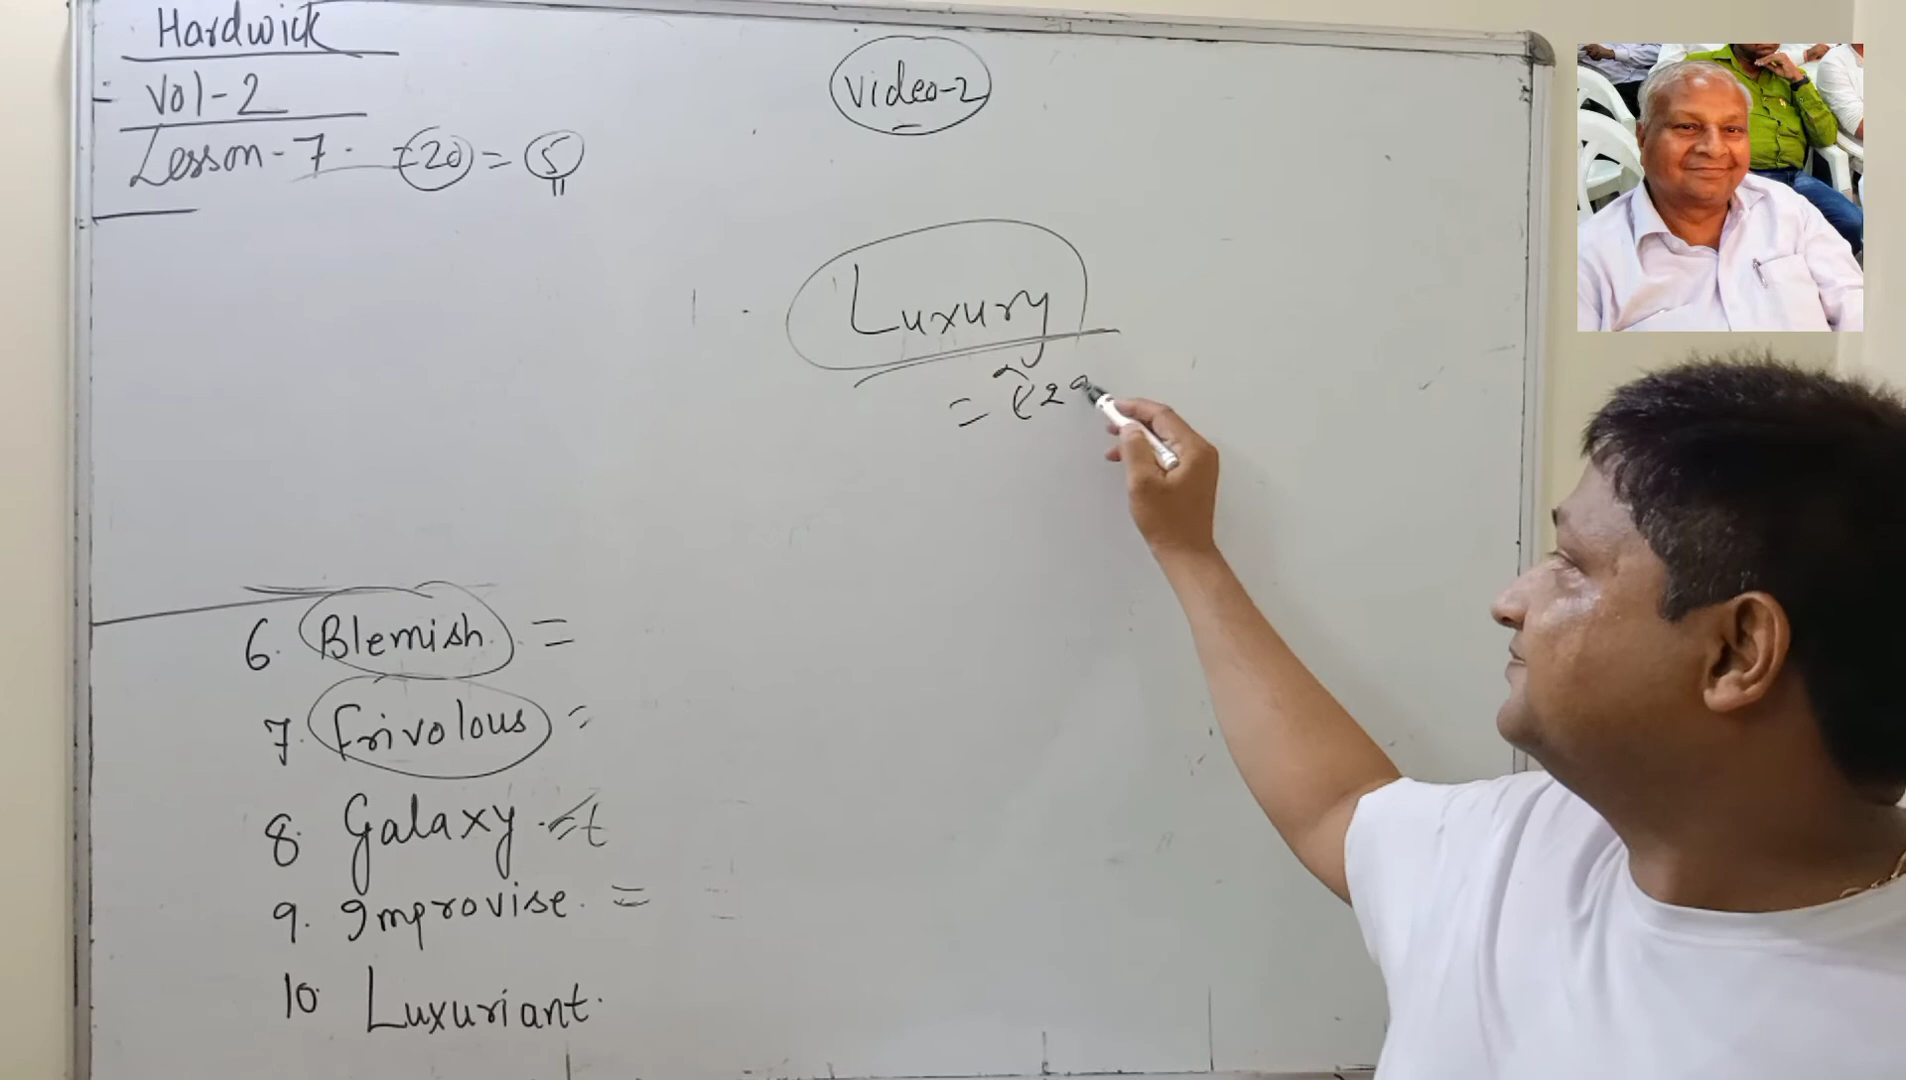 Hardwick
Vol-2
Lesson-7. -20 = 5
Video-2
1. Luxury
=
6. Blemish. =
7. Frivolous =
8. Galaxy.
9. Improvise. =
10. Luxuriant.